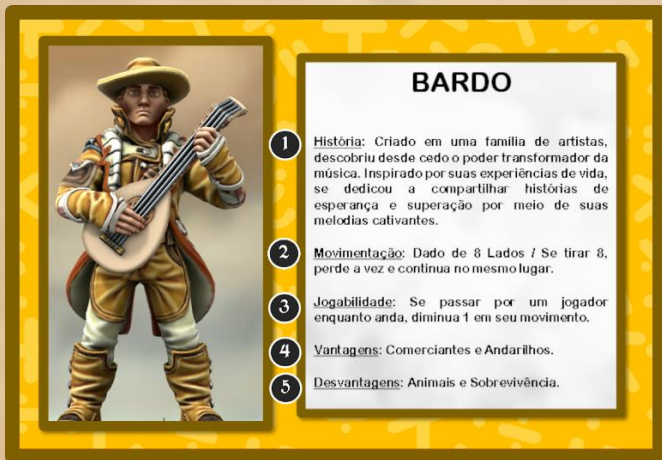 BARDO
1 História: Criado em uma família de artistas,
descobriu desde cedo o poder transformador da
música. Inspirado por suas experiências de vida,
se dedicou a compartilhar histórias de
esperança e superação por meio de suas
melodias cativantes.
2 Movimentação: Dado de 8 Lados / Se tirar 8,
perde a vez e continua no mesmo lugar.
3 Jogabilidade: Se passar por um jogador
enquanto anda, diminua 1 em seu movimento.
4 Vantagens: Comerciantes e Andarilhos.
5 Desvantagens: Animais e Sobrevivência.